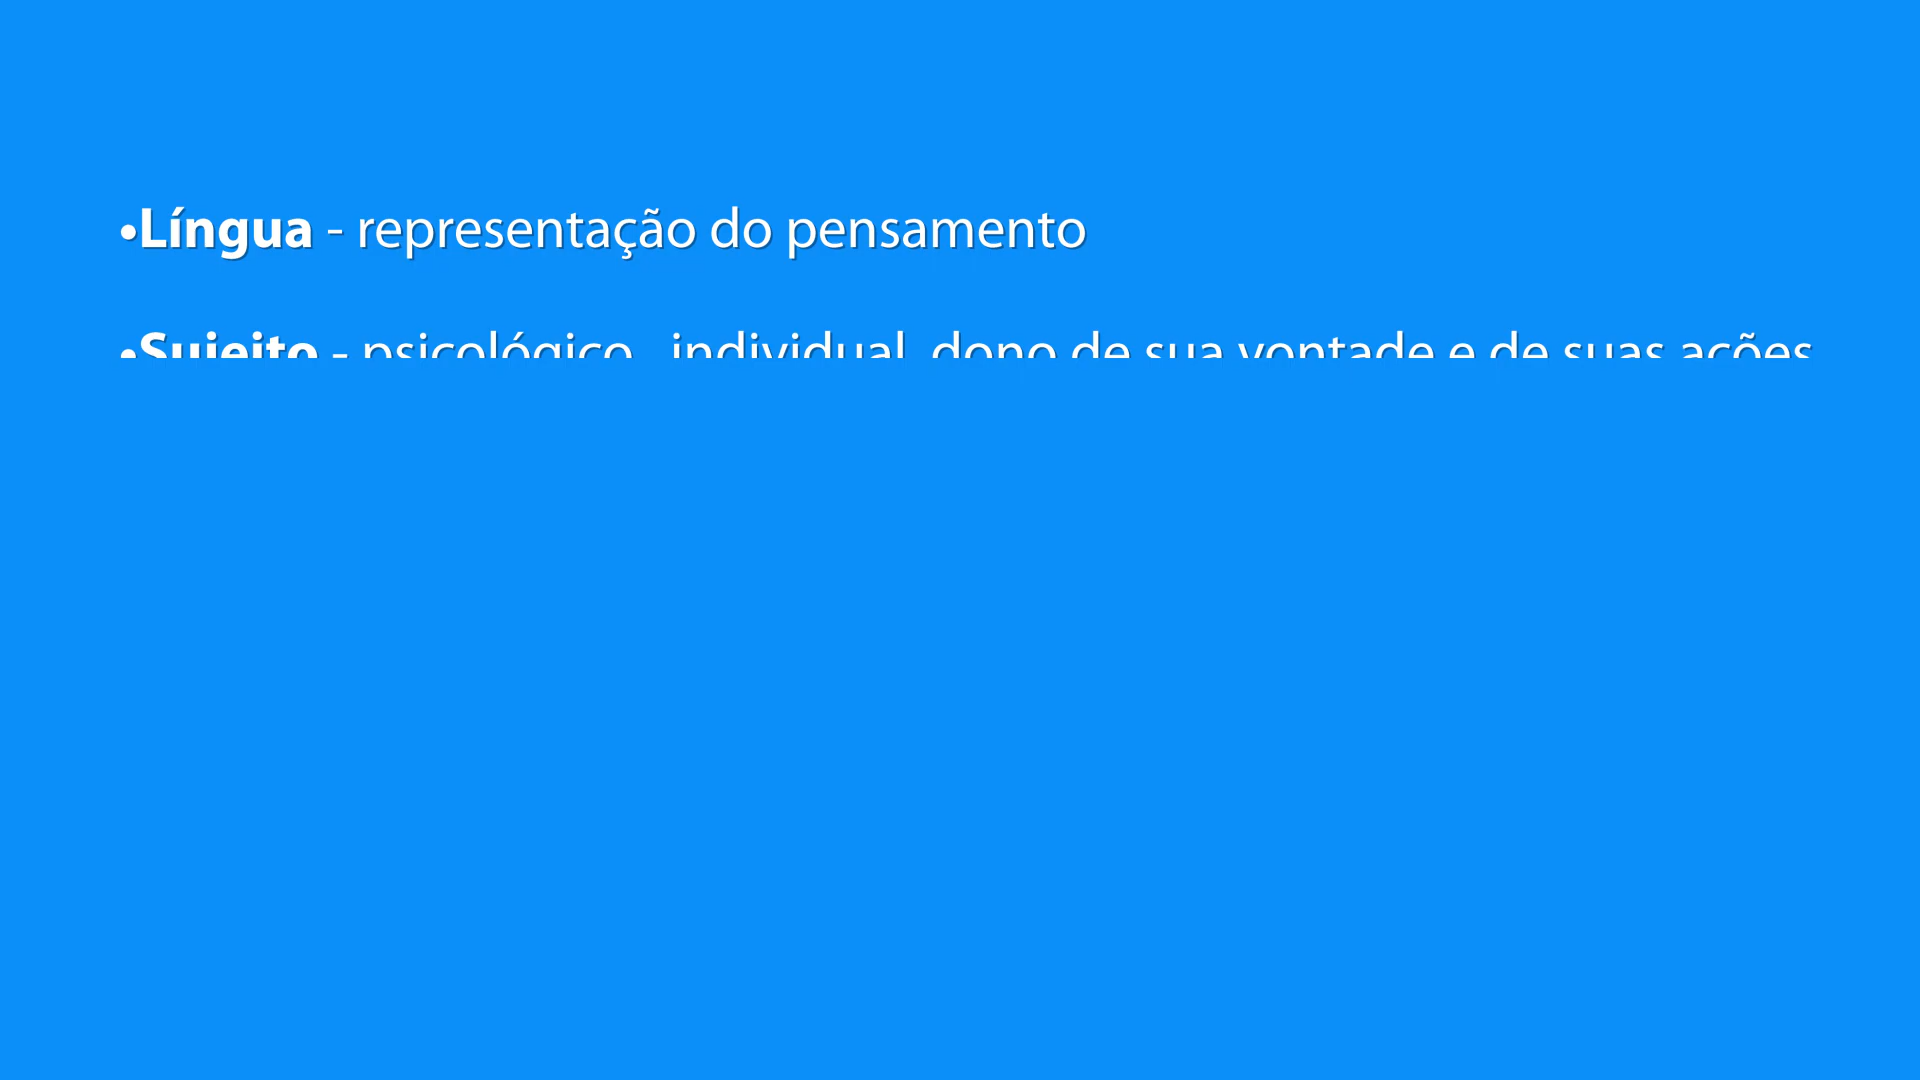 •Língua - representação do pensamento
•Sujeito - psicológico, individual, dono de sua vontade e de suas ações